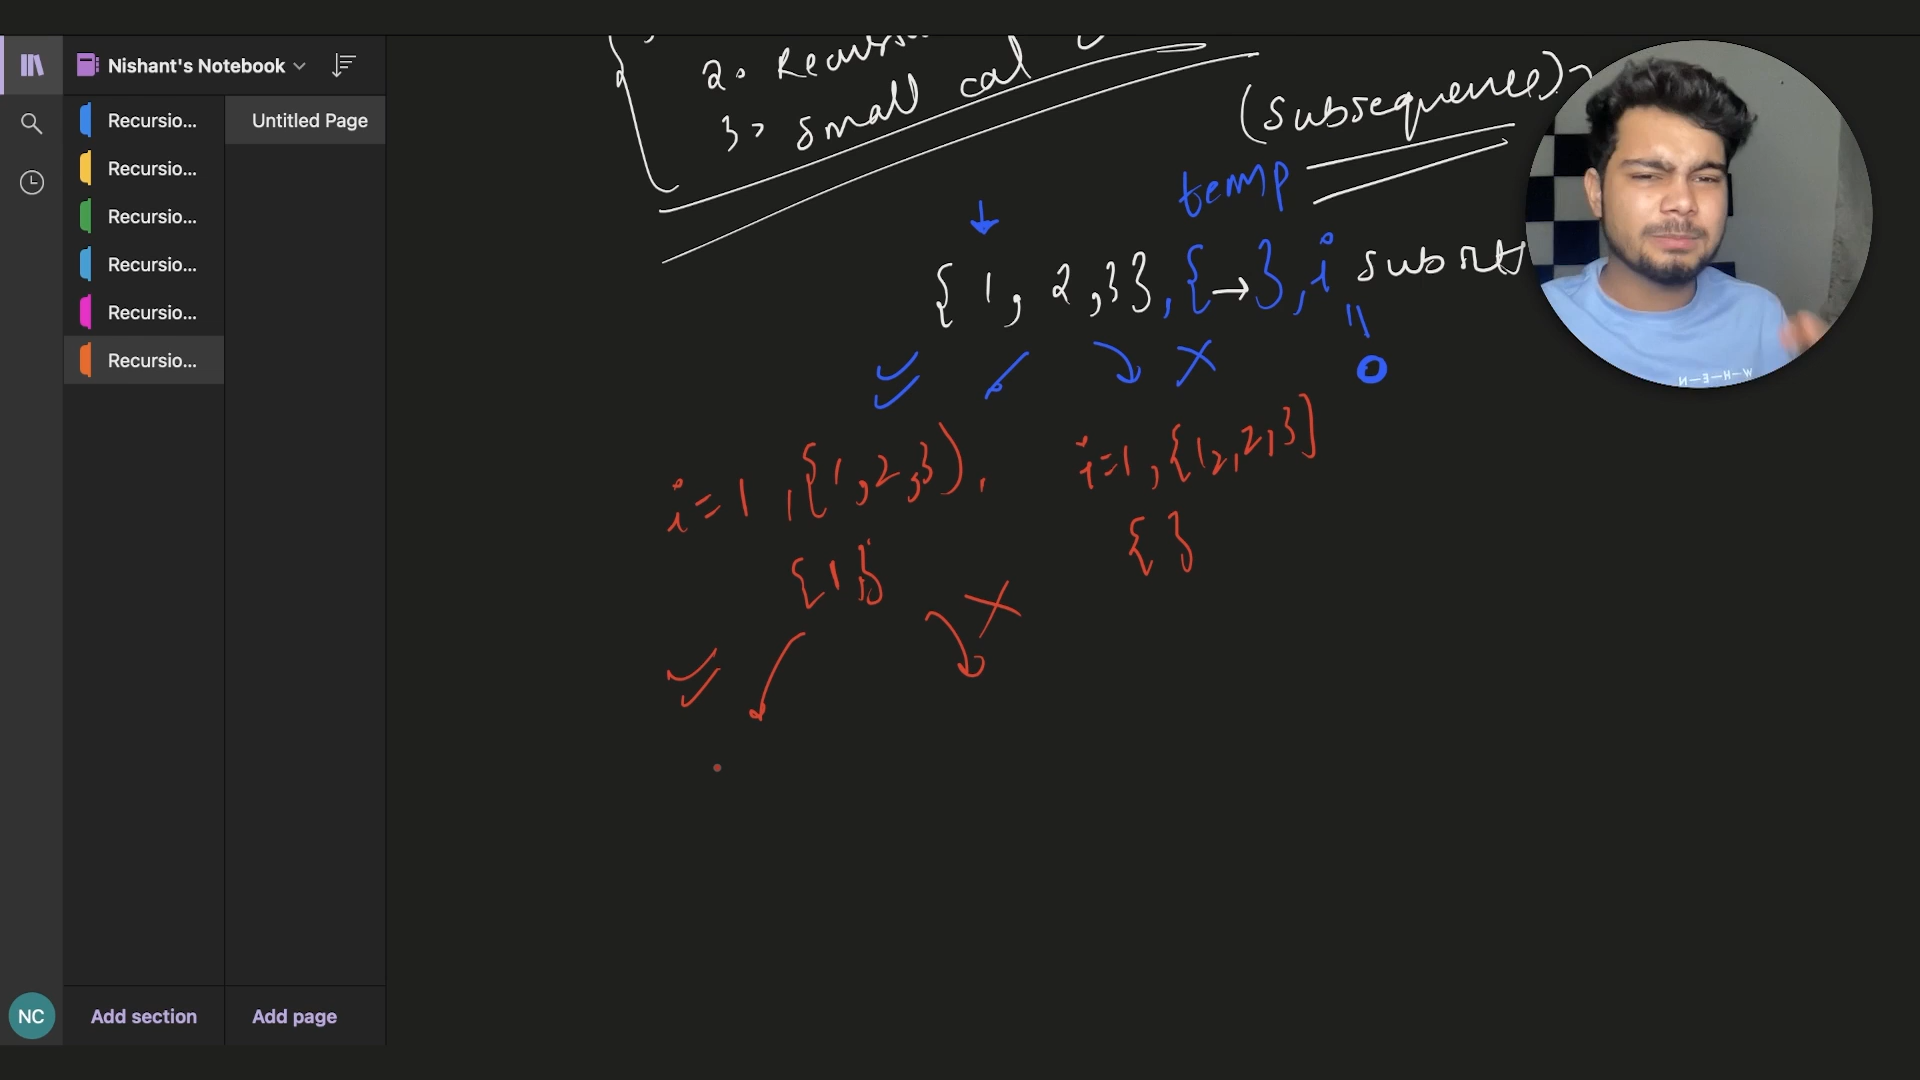 Nishant's Notebook
Recursio...
Untitled Page
Recursio...
Recursio...
Recursio...
Recursio...
Recursio...
2. Recursi
3> small cal
(subsequence)
temp
{ 1, 2, 3}, {→}, i subsets
=
0
i=1, {1,2,3},
{1}
i=1, {1,2,3}
{ }
W—H—E—N
NC
Add section
Add page